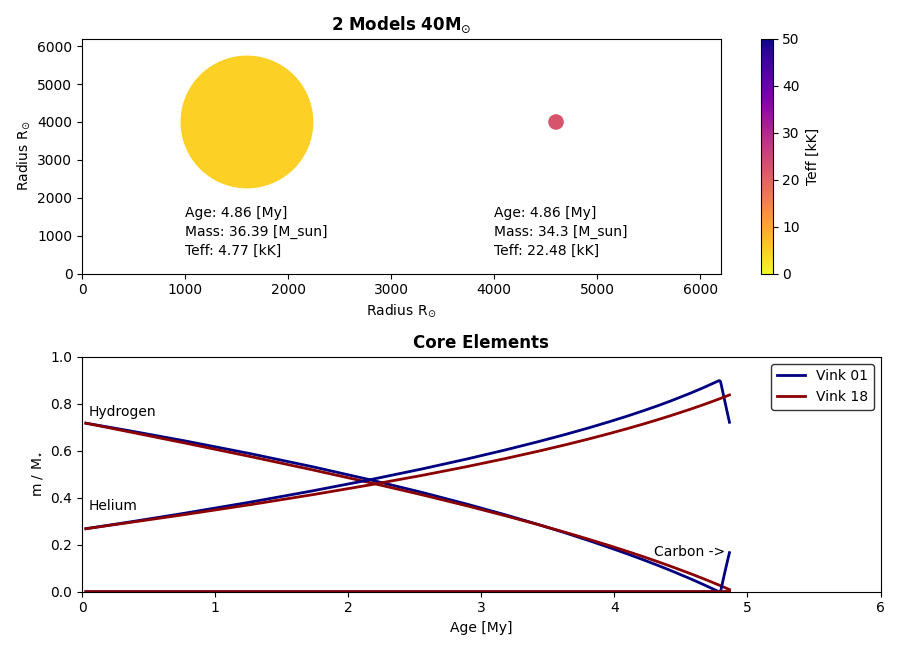 2 Models 40M☉
6000
5000
4000
3000
2000
1000
0
Radius R☉
Age: 4.86 [My]
Mass: 36.39 [M_sun]
Teff: 4.77 [kK]
Age: 4.86 [My]
Mass: 34.3 [M_sun]
Teff: 22.48 [kK]
0 1000 2000 3000 4000 5000 6000
Radius R☉
50
40
30
20
10
0
Teff [kK]
Core Elements
1.0
0.8
0.6
0.4
0.2
0.0
m / M⋆
Hydrogen
Helium
Carbon ->
Vink 01
Vink 18
0 1 2 3 4 5 6
Age [My]